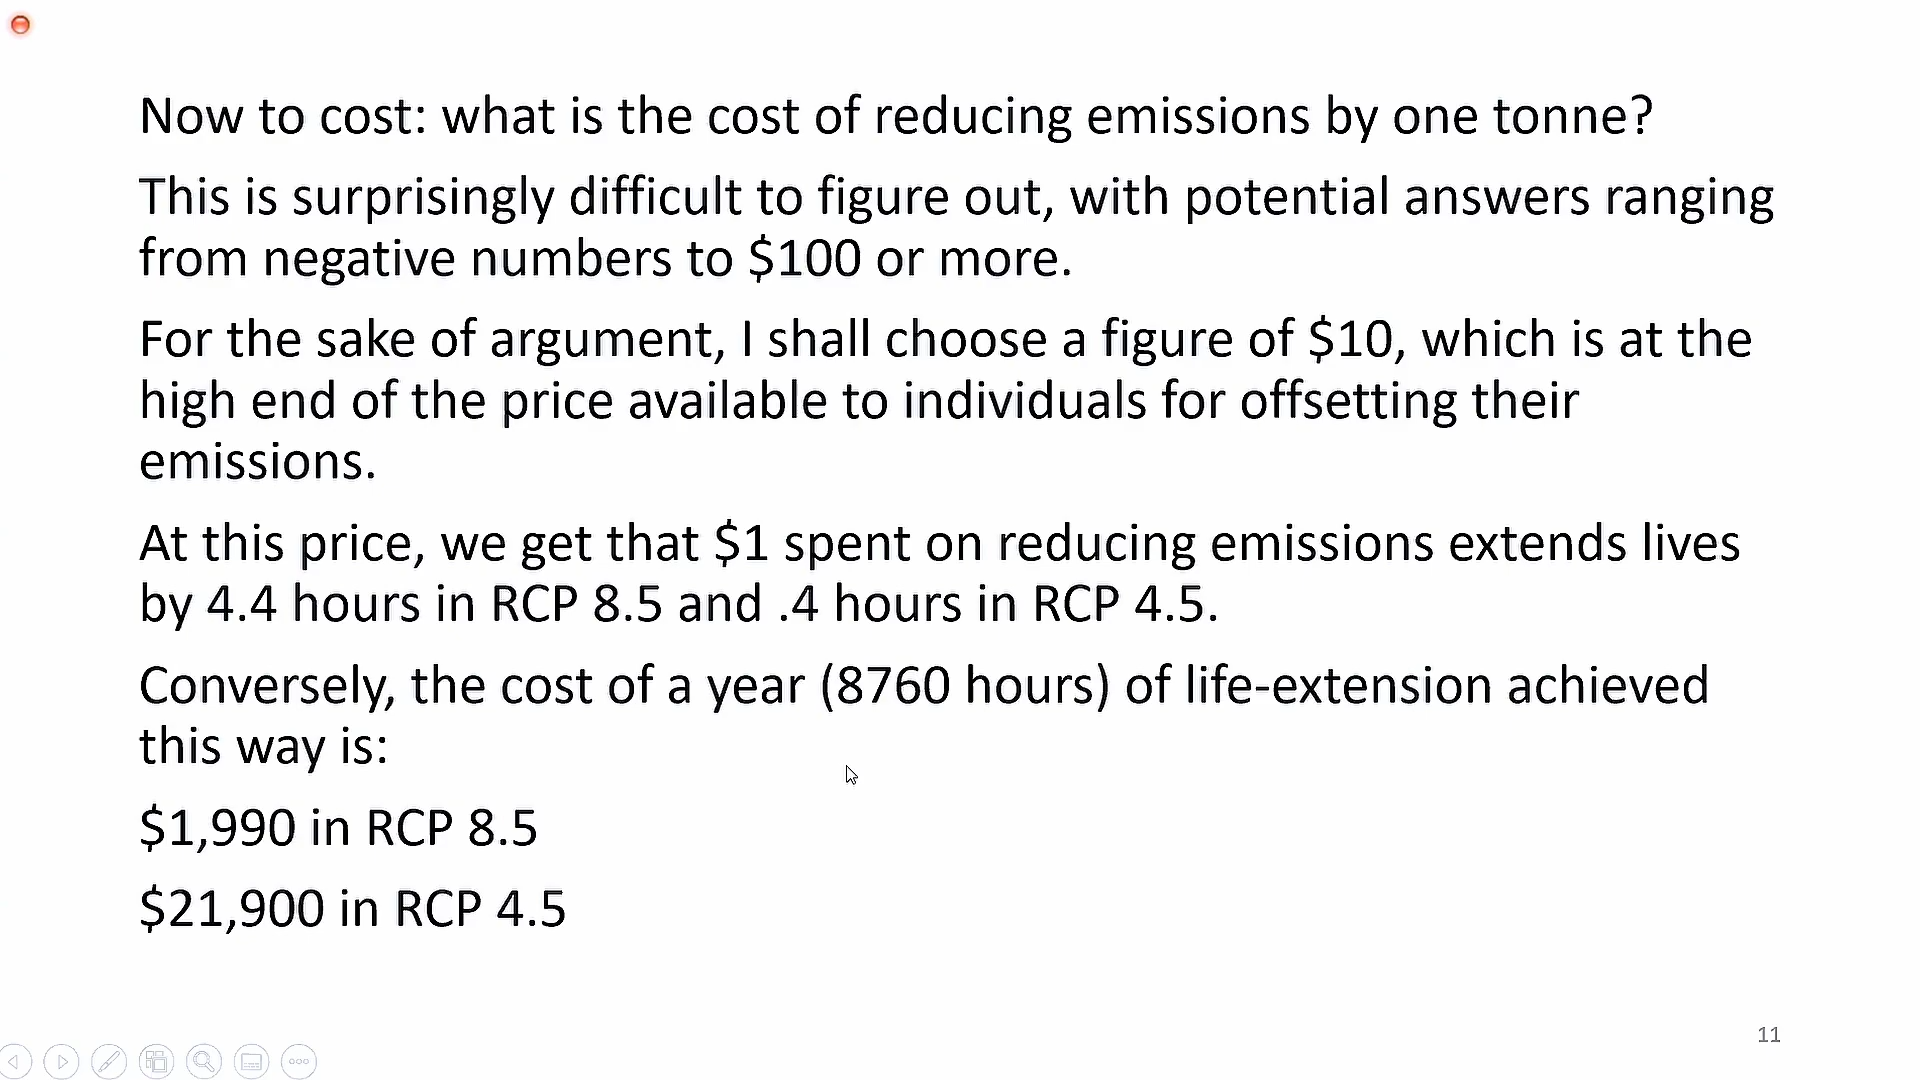 Now to cost: what is the cost of reducing emissions by one tonne?
This is surprisingly difficult to figure out, with potential answers ranging
from negative numbers to $100 or more.
For the sake of argument, I shall choose a figure of $10, which is at the
high end of the price available to individuals for offsetting their
emissions.
At this price, we get that $1 spent on reducing emissions extends lives
by 4.4 hours in RCP 8.5 and .4 hours in RCP 4.5.
Conversely, the cost of a year (8760 hours) of life-extension achieved
this way is:
$1,990 in RCP 8.5
$21,900 in RCP 4.5
11